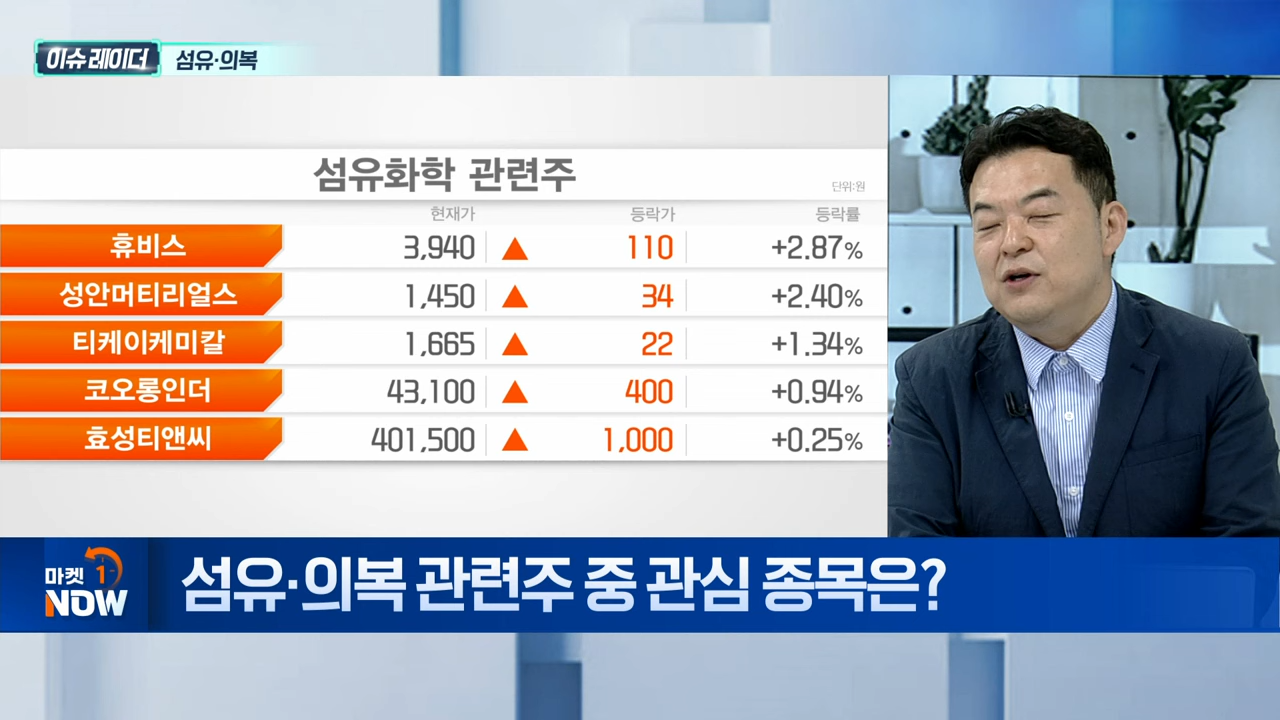 이슈레이더 섬유·의복
섬유화학 관련주
단위:원
현재가 등락가 등락률
휴비스 3,940 ▲ 110 +2.87%
성안머티리얼스 1,450 ▲ 34 +2.40%
티케이케미칼 1,665 ▲ 22 +1.34%
코오롱인더 43,100 ▲ 400 +0.94%
효성티앤씨 401,500 ▲ 1,000 +0.25%
마켓 1
NOW
섬유·의복 관련주 중 관심 종목은?